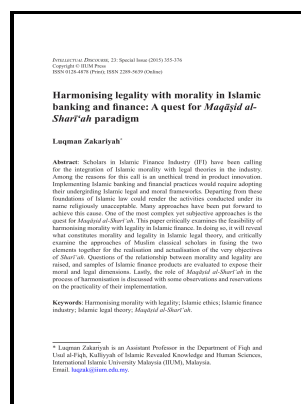 INTELLECTUAL DISCOURSE, 23: Special Issue (2015) 355-376
Copyright © IIUM Press
ISSN 0128-4878 (Print); ISSN 2289-5639 (Online)
Harmonising legality with morality in Islamic
banking and finance: A quest for Maqāṣid al-
Sharī‘ah paradigm
Luqman Zakariyah*
Abstract: Scholars in Islamic Finance Industry (IFI) have been calling
for the integration of Islamic morality with legal theories in the industry.
Among the reasons for this call is an unethical trend in product innovation.
Implementing Islamic banking and financial practices would require adopting
their undergirding Islamic legal and moral frameworks. Departing from these
foundations of Islamic law could render the activities conducted under its
name religiously unacceptable. Many approaches have been put forward to
achieve this cause. One of the most complex yet subjective approaches is the
quest for Maqāṣid al-Sharī‘ah. This paper critically examines the feasibility of
harmonising morality with legality in Islamic finance. In doing so, it will reveal
what constitutes morality and legality in Islamic legal theory, and critically
examine the approaches of Muslim classical scholars in fusing the two
elements together for the realisation and actualisation of the very objectives
of Sharī‘ah. Questions of the relationship between morality and legality are
raised, and samples of Islamic finance products are evaluated to expose their
moral and legal dimensions. Lastly, the role of Maqāṣid al-Sharī‘ah in the
process of harmonisation is discussed with some observations and reservations
on the practicality of their implementation.
Keywords: Harmonising morality with legality; Islamic ethics; Islamic finance
industry; Islamic legal theory; Maqāṣid al-Sharī‘ah.
* Luqman Zakariyah is an Assistant Professor in the Department of Fiqh and
Usul al-Fiqh, Kulliyyah of Islamic Revealed Knowledge and Human Sciences,
International Islamic University Malaysia (IIUM), Malaysia.
Email: luqzak@iium.edu.my.